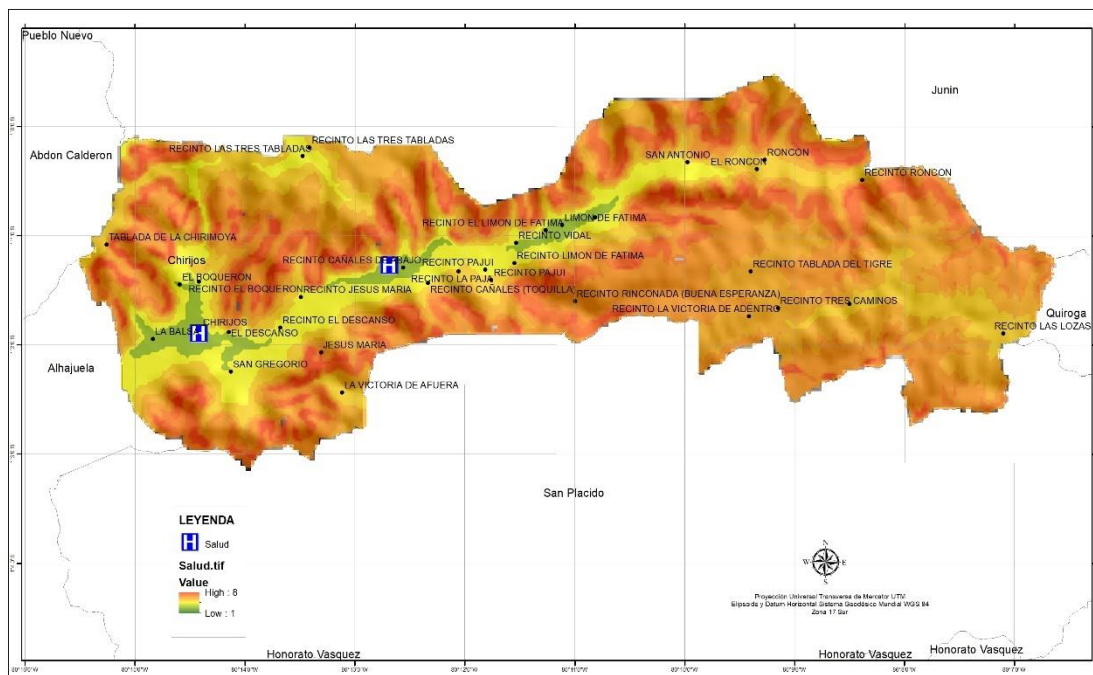 Pueblo Nuevo
Junin
Abdon Calderon
RECINTO LAS TRES TABLADAS
RECINTO LAS TRES TABLADAS
SAN ANTONIO
EL RONCON
RONCON
RECINTO RONCON
TABLADA DE LA CHIRIMOYA
RECINTO EL LIMON DE FATIMA
LIMON DE FATIMA
RECINTO VIDAL
Chirijos
RECINTO CAÑALES DE ABAJO
RECINTO PAJUI
RECINTO LIMON DE FATIMA
EL BOQUERON
RECINTO LA PAJA
RECINTO PAJUI
RECINTO TABLADA DEL TIGRE
RECINTO EL BOQUERON
RECINTO JESUS MARIA
RECINTO CAÑALES (TOQUILLA)
RECINTO RINCONADA (BUENA ESPERANZA)
RECINTO TRES CAMINOS
RECINTO LA VICTORIA DE ADENTRO
Quiroga
CHIRIJOS
LA BALSA
H
H
EL DESCANSO
RECINTO EL DESCANSO
RECINTO LAS LOZAS
JESUS MARIA
Alhajuela
SAN GREGORIO
LA VICTORIA DE AFUERA
San Placido
LEYENDA
H Salud
Salud.tif
Value
High : 8
Low : 1
N
W E
S
Proyección Universal Transversa de Mercator UTM
Elipsoide y Datum Horizontal Sistema Geodésico Mundial WGS 84
Zona 17 Sur
Honorato Vasquez
Honorato Vasquez
Honorato Vasquez